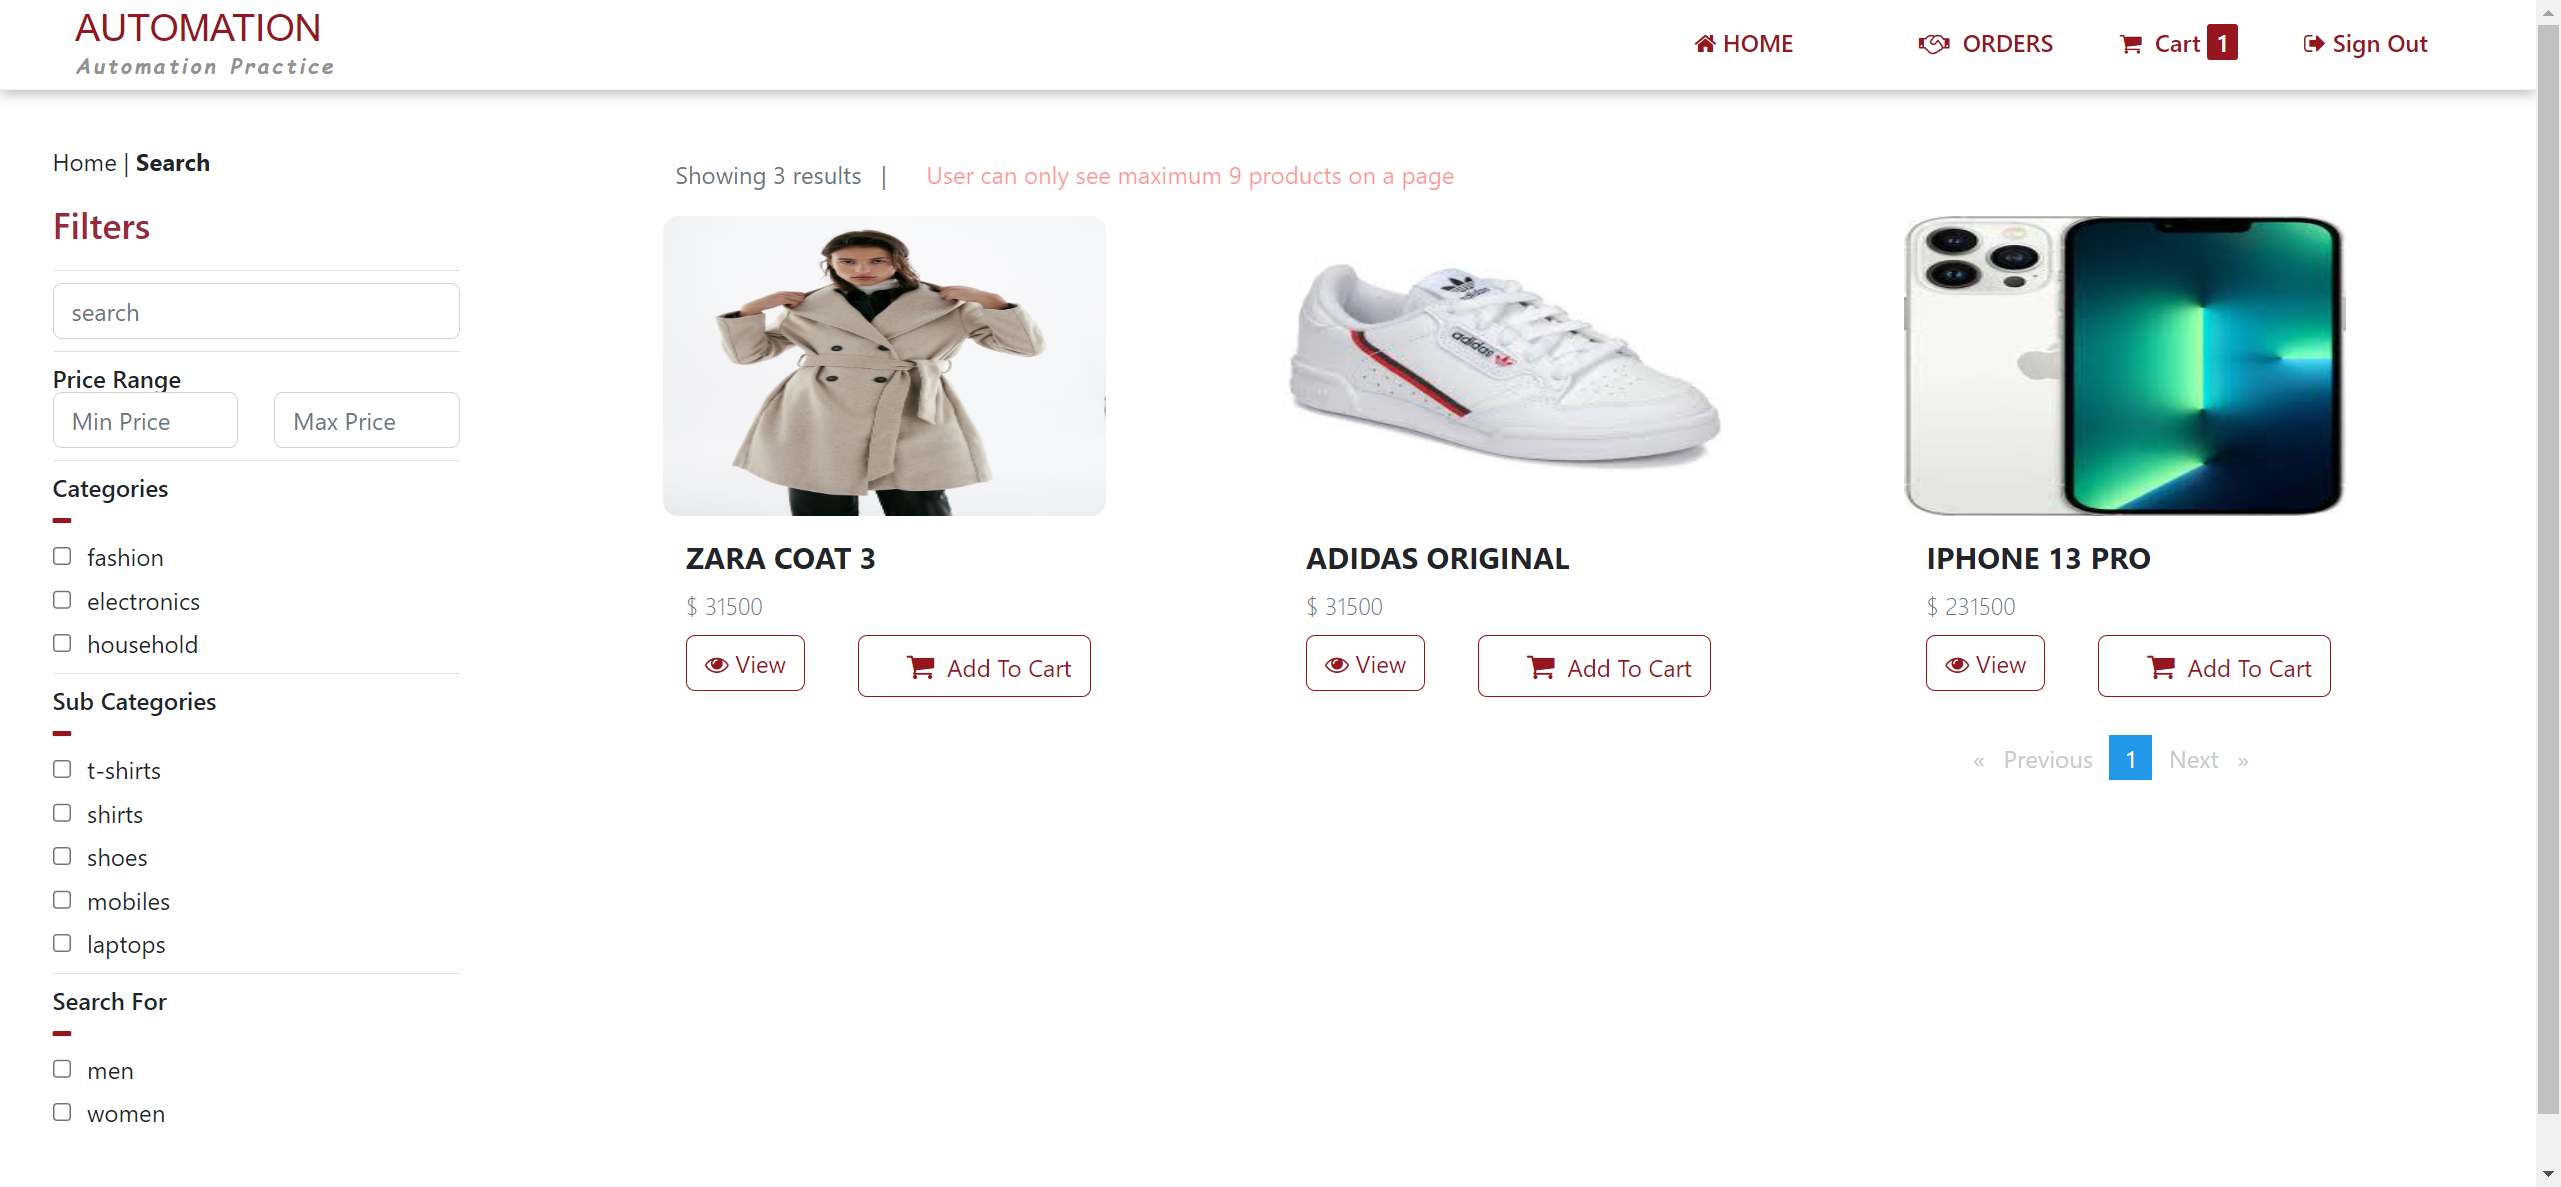 AUTOMATION
Automation Practice
HOME
ORDERS
Cart 1
Sign Out
Home | Search
Filters
search
Price Range
Min Price
Max Price
Categories
fashion
electronics
household
Sub Categories
t-shirts
shirts
shoes
mobiles
laptops
Search For
men
women
Showing 3 results |
User can only see maximum 9 products on a page
adidas
adidas
ZARA COAT 3
$ 31500
View
Add To Cart
ADIDAS ORIGINAL
$ 31500
View
Add To Cart
IPHONE 13 PRO
$ 231500
View
Add To Cart
« Previous 1 Next »